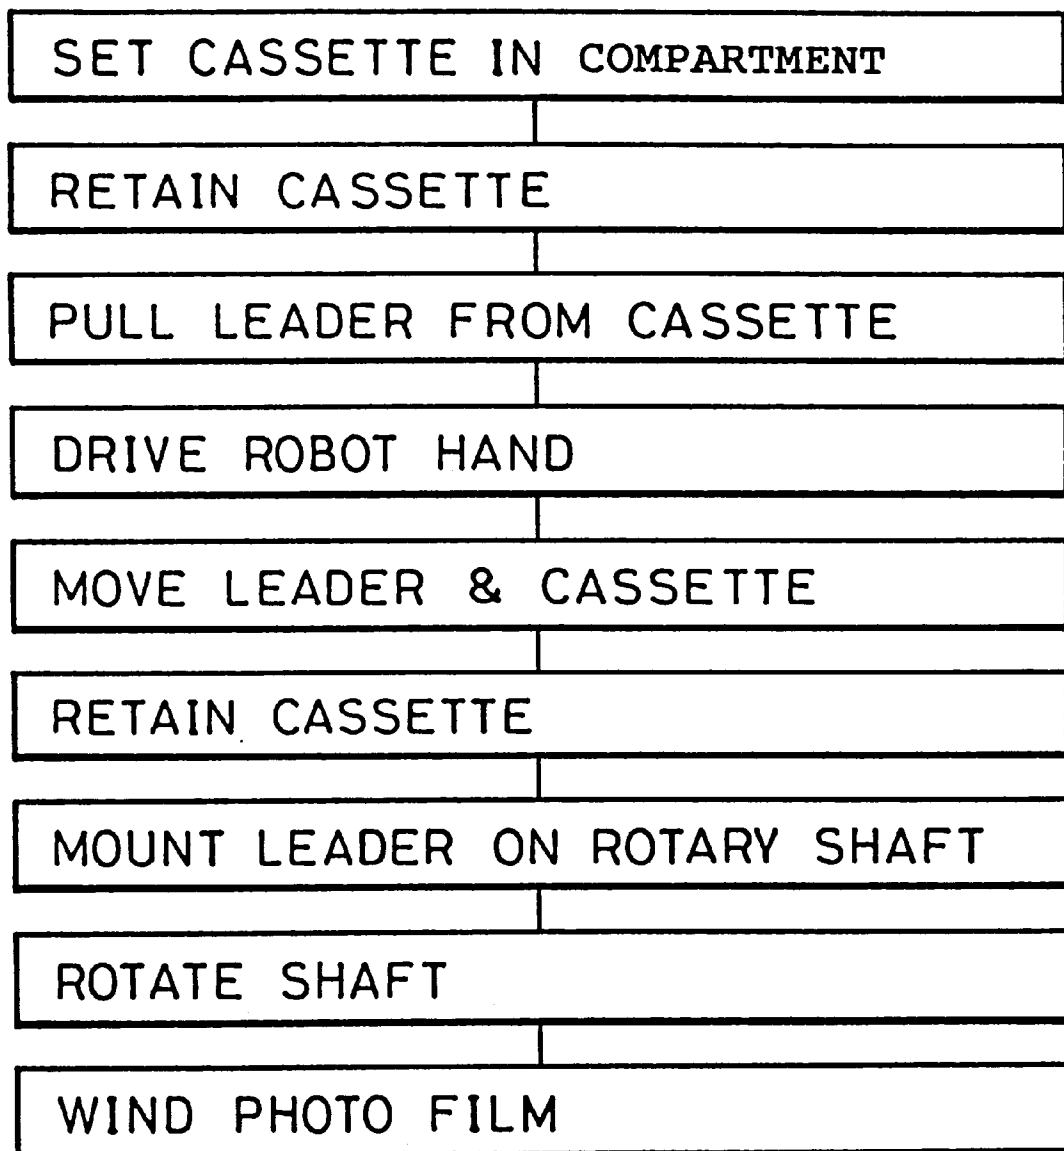 SET CASSETTE IN COMPARTMENT
RETAIN CASSETTE
PULL LEADER FROM CASSETTE
DRIVE ROBOT HAND
MOVE LEADER & CASSETTE
RETAIN CASSETTE
MOUNT LEADER ON ROTARY SHAFT
ROTATE SHAFT
WIND PHOTO FILM